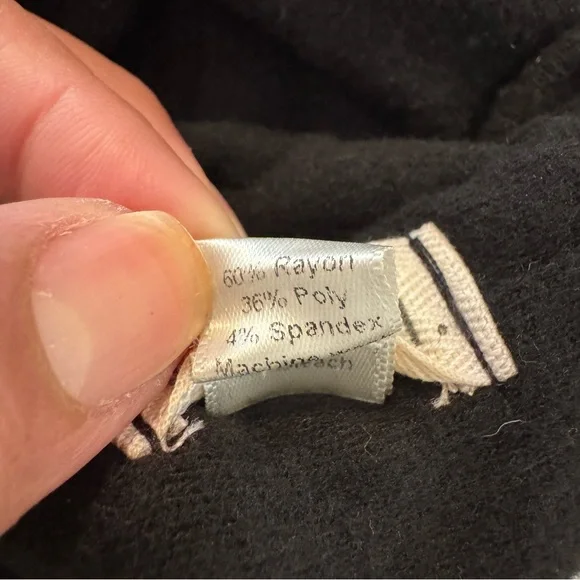 60% Rayon
36% Poly
4% Spandex